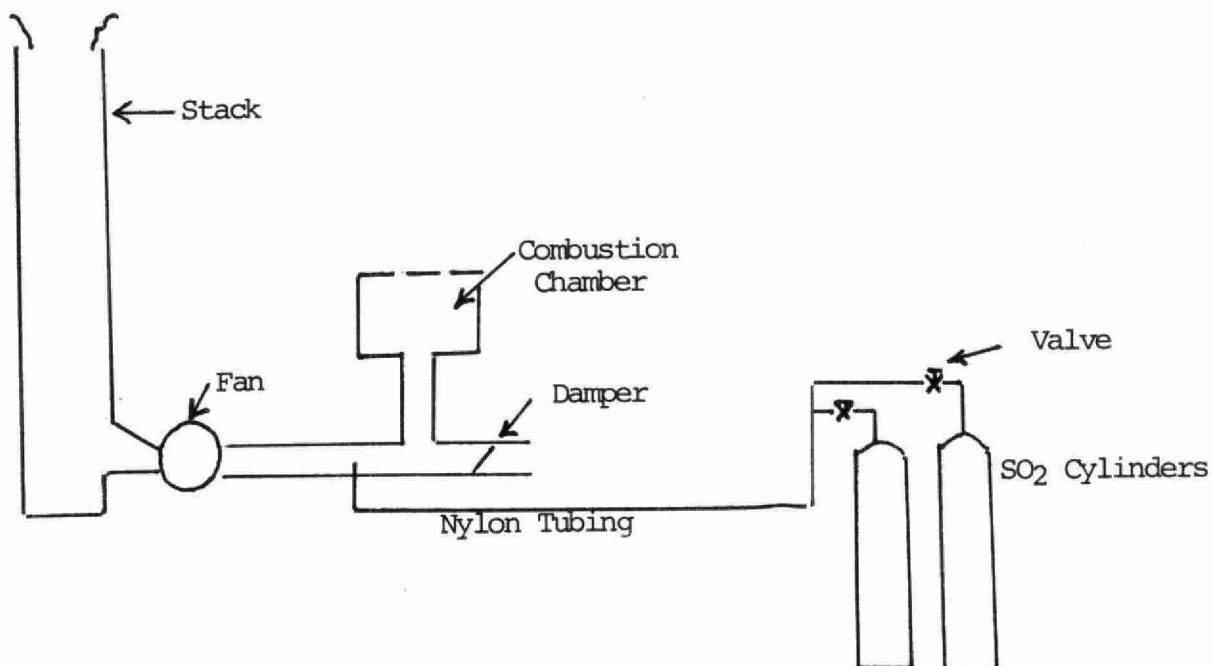 Stack
Combustion
Chamber
Fan
Damper
Valve
SO₂ Cylinders
Nylon Tubing